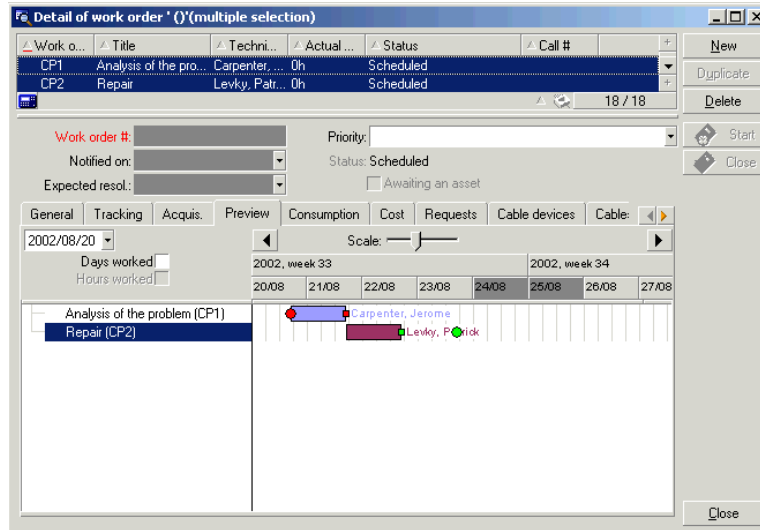 Detail of work order ' ()'(multiple selection)
Work o... Title Techni... Actual ... Status Call #
CP1 Analysis of the pro... Carpenter, ... 0h Scheduled
CP2 Repair Levky, Patr... 0h Scheduled
18 / 18
New
Duplicate
Delete
Start
Close
Work order #: Priority:
Notified on: Status: Scheduled
Expected resol.: Awaiting an asset
General Tracking Acquis. Preview Consumption Cost Requests Cable devices Cable:
2002/08/20 Scale:
Days worked
Hours worked
2002, week 33 2002, week 34
20/08 21/08 22/08 23/08 24/08 25/08 26/08 27/08
Analysis of the problem (CP1) Carpenter, Jerome
Repair (CP2) Levky, Patrick
Close